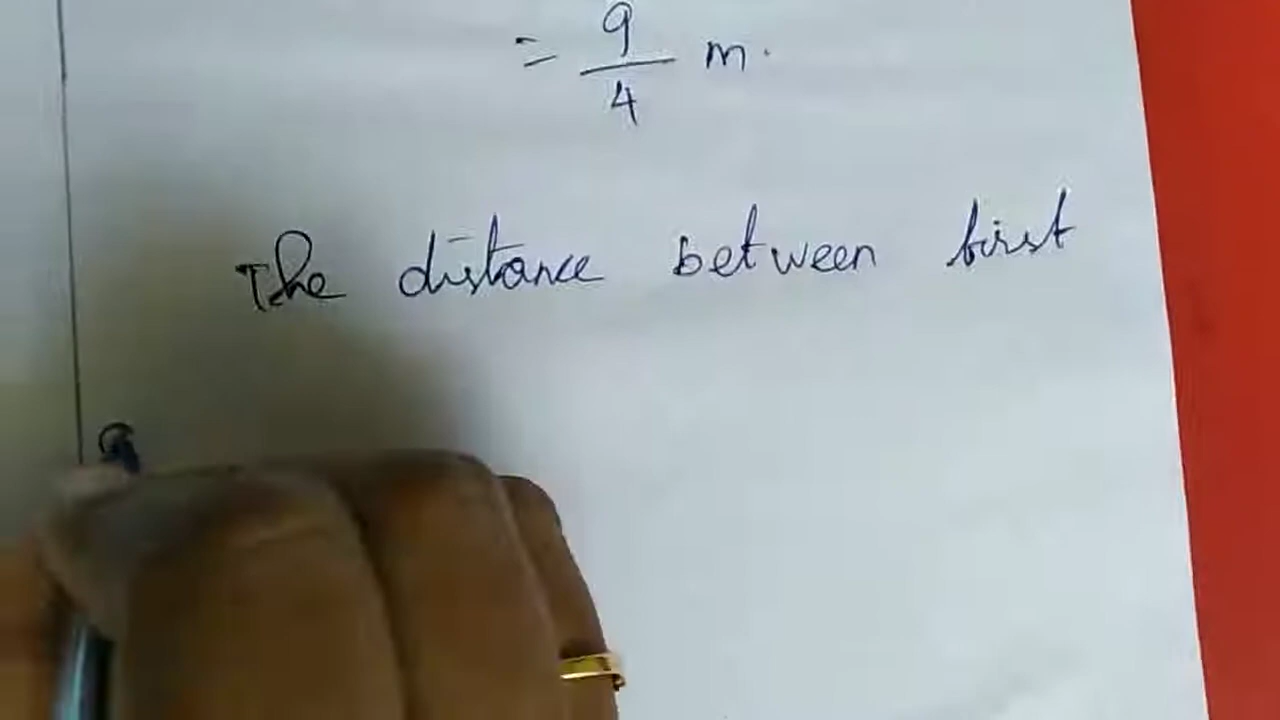 = 9/4 m.
The distance between first